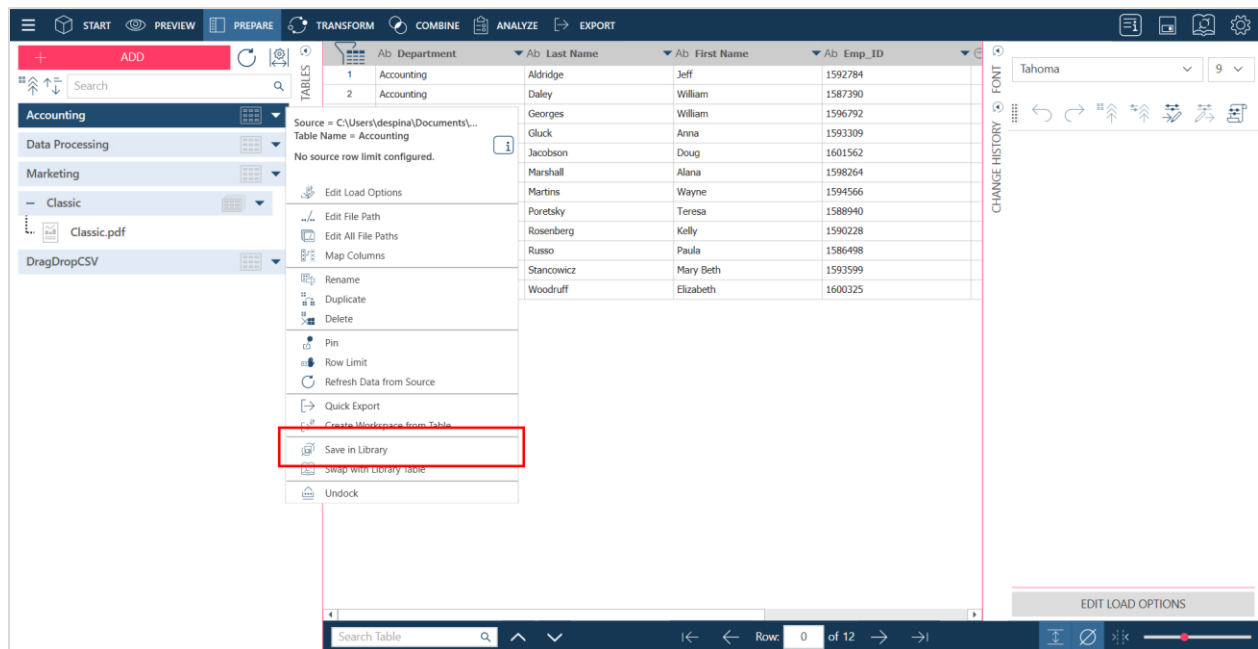 START PREVIEW PREPARE TRANSFORM COMBINE ANALYZE EXPORT
+ ADD
Search
TABLES
Accounting
Data Processing
Marketing
− Classic
Classic.pdf
DragDropCSV
Source = C:\Users\despina\Documents\...
Table Name = Accounting
No source row limit configured.
Edit Load Options
Edit File Path
Edit All File Paths
Map Columns
Rename
Duplicate
Delete
Pin
Row Limit
Refresh Data from Source
Quick Export
Create Workspace from Table
Save in Library
Swap with Library Table
Undock
Ab Department Ab Last Name Ab First Name Ab Emp_ID
1 Accounting Aldridge Jeff 1592784
2 Accounting Daley William 1587390
Georges William 1596792
Gluck Anna 1593309
Jacobson Doug 1601562
Marshall Alana 1598264
Martins Wayne 1594566
Poretsky Teresa 1588940
Rosenberg Kelly 1590228
Russo Paula 1586498
Stancowicz Mary Beth 1593599
Woodruff Elizabeth 1600325
Search Table
Row: 0 of 12
FONT
Tahoma 9
CHANGE HISTORY
EDIT LOAD OPTIONS